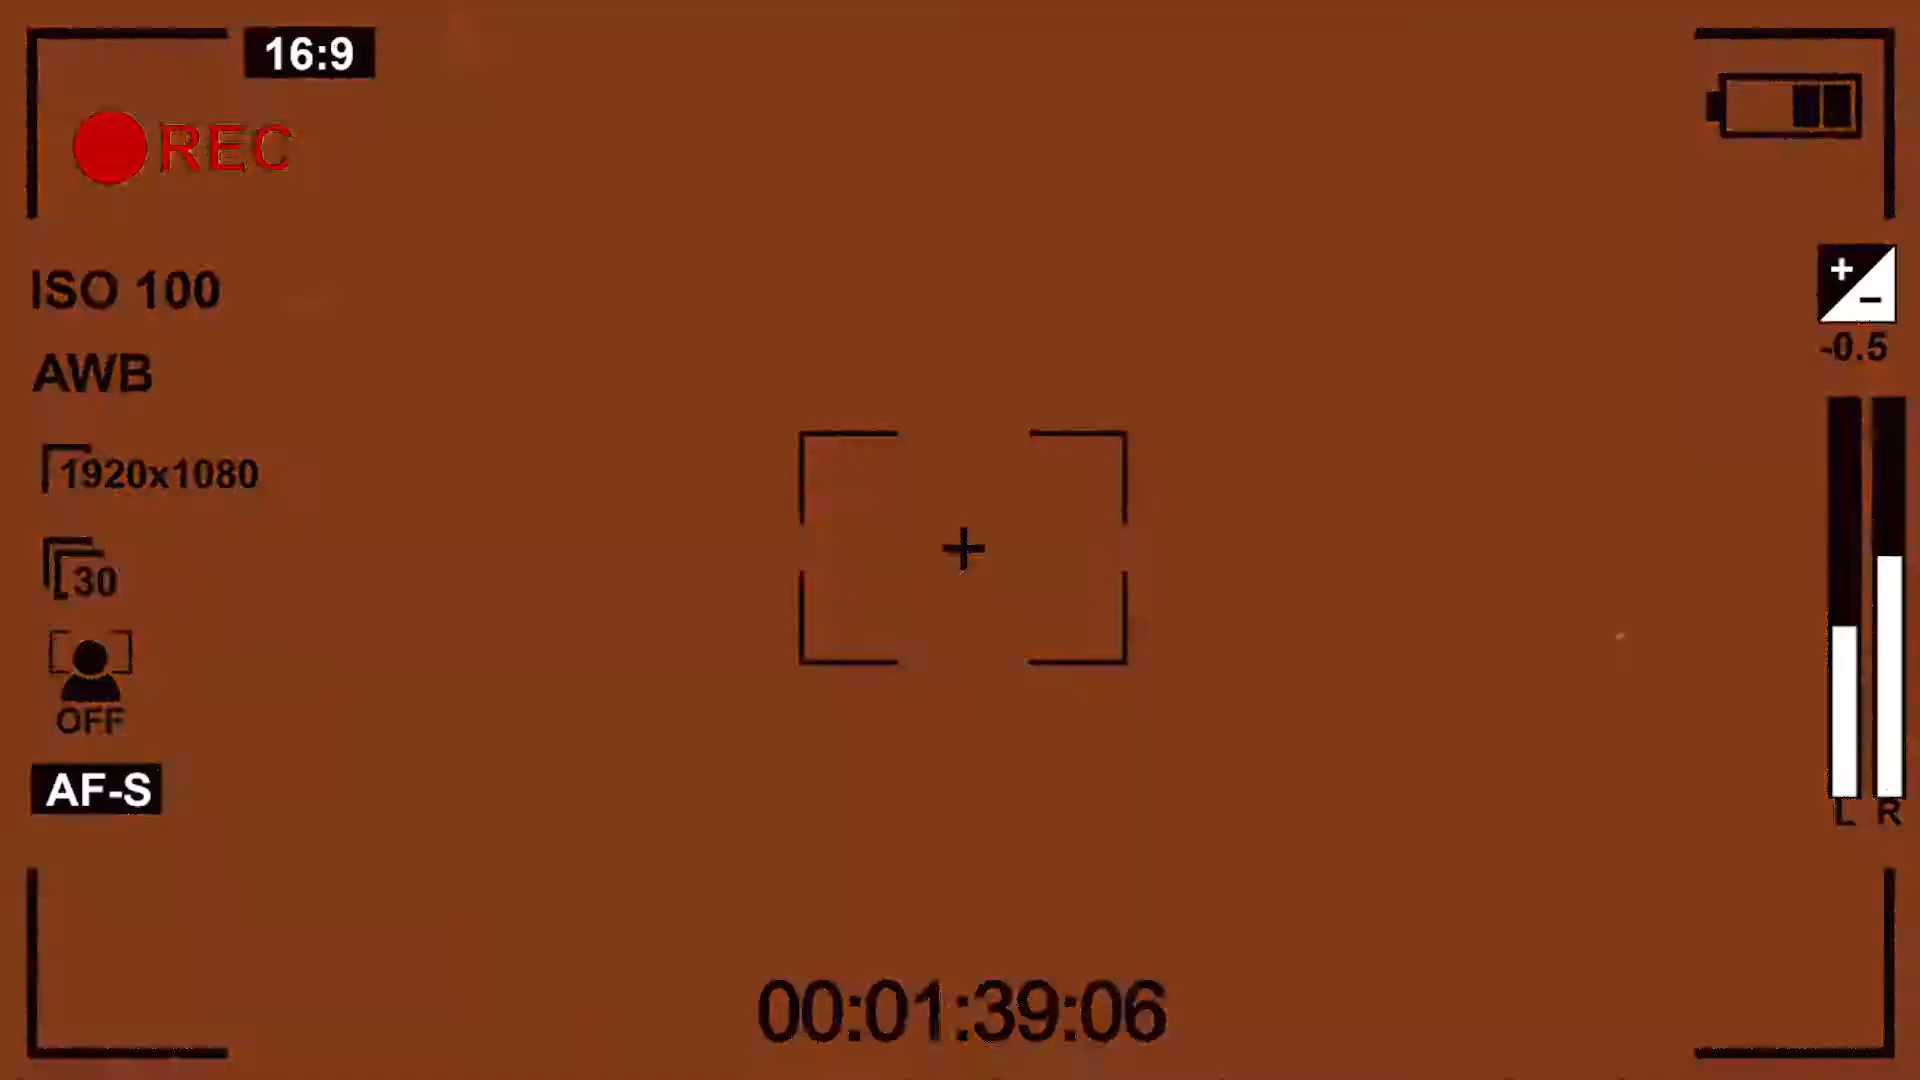 16:9
REC
ISO 100
AWB
1920x1080
30
OFF
AF-S
+
-
-0.5
L R
00:01:39:06